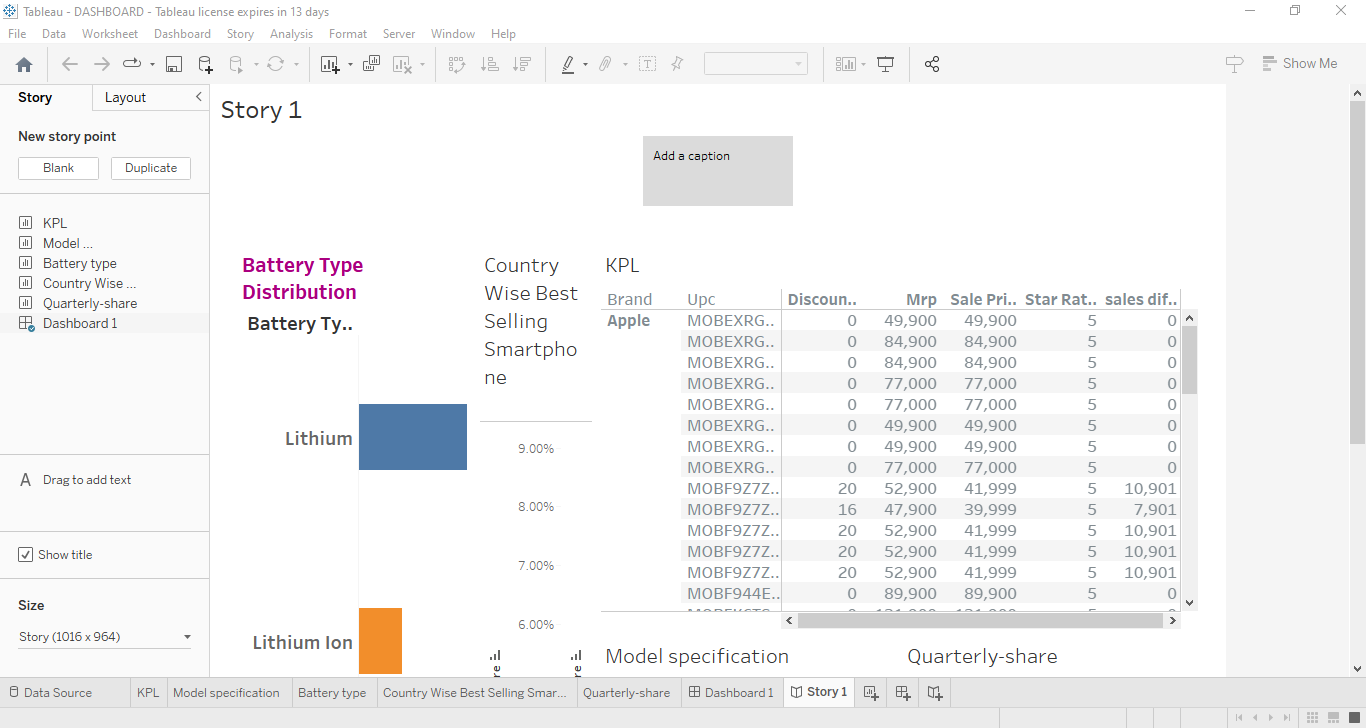 Tableau - DASHBOARD - Tableau license expires in 13 days
File Data Worksheet Dashboard Story Analysis Format Server Window Help
Show Me
Story Layout
New story point
Blank Duplicate
KPL
Model ...
Battery type
Country Wise ...
Quarterly-share
Dashboard 1
A Drag to add text
Show title
Size
Story (1016 x 964)
Story 1
Add a caption
Battery Type
Distribution
Battery Ty..
Lithium
Lithium Ion
Country
Wise Best
Selling
Smartpho
ne
9.00%
8.00%
7.00%
6.00%
KPL
Brand Upc Discoun.. Mrp Sale Pri.. Star Rat.. sales dif..
Apple MOBEXRG.. 0 49,900 49,900 5 0
MOBEXRG.. 0 84,900 84,900 5 0
MOBEXRG.. 0 84,900 84,900 5 0
MOBEXRG.. 0 77,000 77,000 5 0
MOBEXRG.. 0 77,000 77,000 5 0
MOBEXRG.. 0 49,900 49,900 5 0
MOBEXRG.. 0 49,900 49,900 5 0
MOBEXRG.. 0 77,000 77,000 5 0
MOBF9Z7Z.. 20 52,900 41,999 5 10,901
MOBF9Z7Z.. 16 47,900 39,999 5 7,901
MOBF9Z7Z.. 20 52,900 41,999 5 10,901
MOBF9Z7Z.. 20 52,900 41,999 5 10,901
MOBF9Z7Z.. 20 52,900 41,999 5 10,901
MOBF944E.. 0 89,900 89,900 5 0
Model specification Quarterly-share
Data Source KPL Model specification Battery type Country Wise Best Selling Smar... Quarterly-share Dashboard 1 Story 1